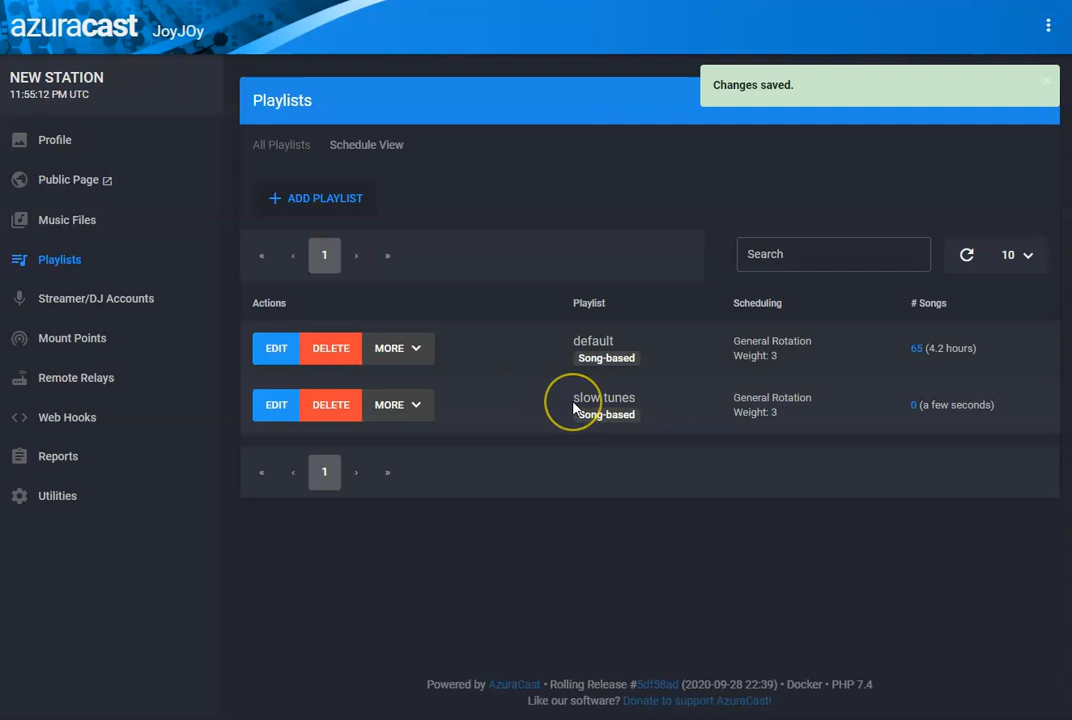 azuracast JoyJOy
NEW STATION
11:55:12 PM UTC
Profile
Public Page
Music Files
Playlists
Streamer/DJ Accounts
Mount Points
Remote Relays
Web Hooks
Reports
Utilities
Changes saved.
×
Playlists
All Playlists Schedule View
+ ADD PLAYLIST
« ‹ 1 › »
Search
10
Actions Playlist Scheduling # Songs
EDIT DELETE MORE default General Rotation 65 (4.2 hours)
Song-based Weight: 3
EDIT DELETE MORE slow tunes General Rotation 0 (a few seconds)
Song-based Weight: 3
« ‹ 1 › »
Powered by AzuraCast • Rolling Release #5df58ad (2020-09-28 22:39) • Docker • PHP 7.4
Like our software? Donate to support AzuraCast!